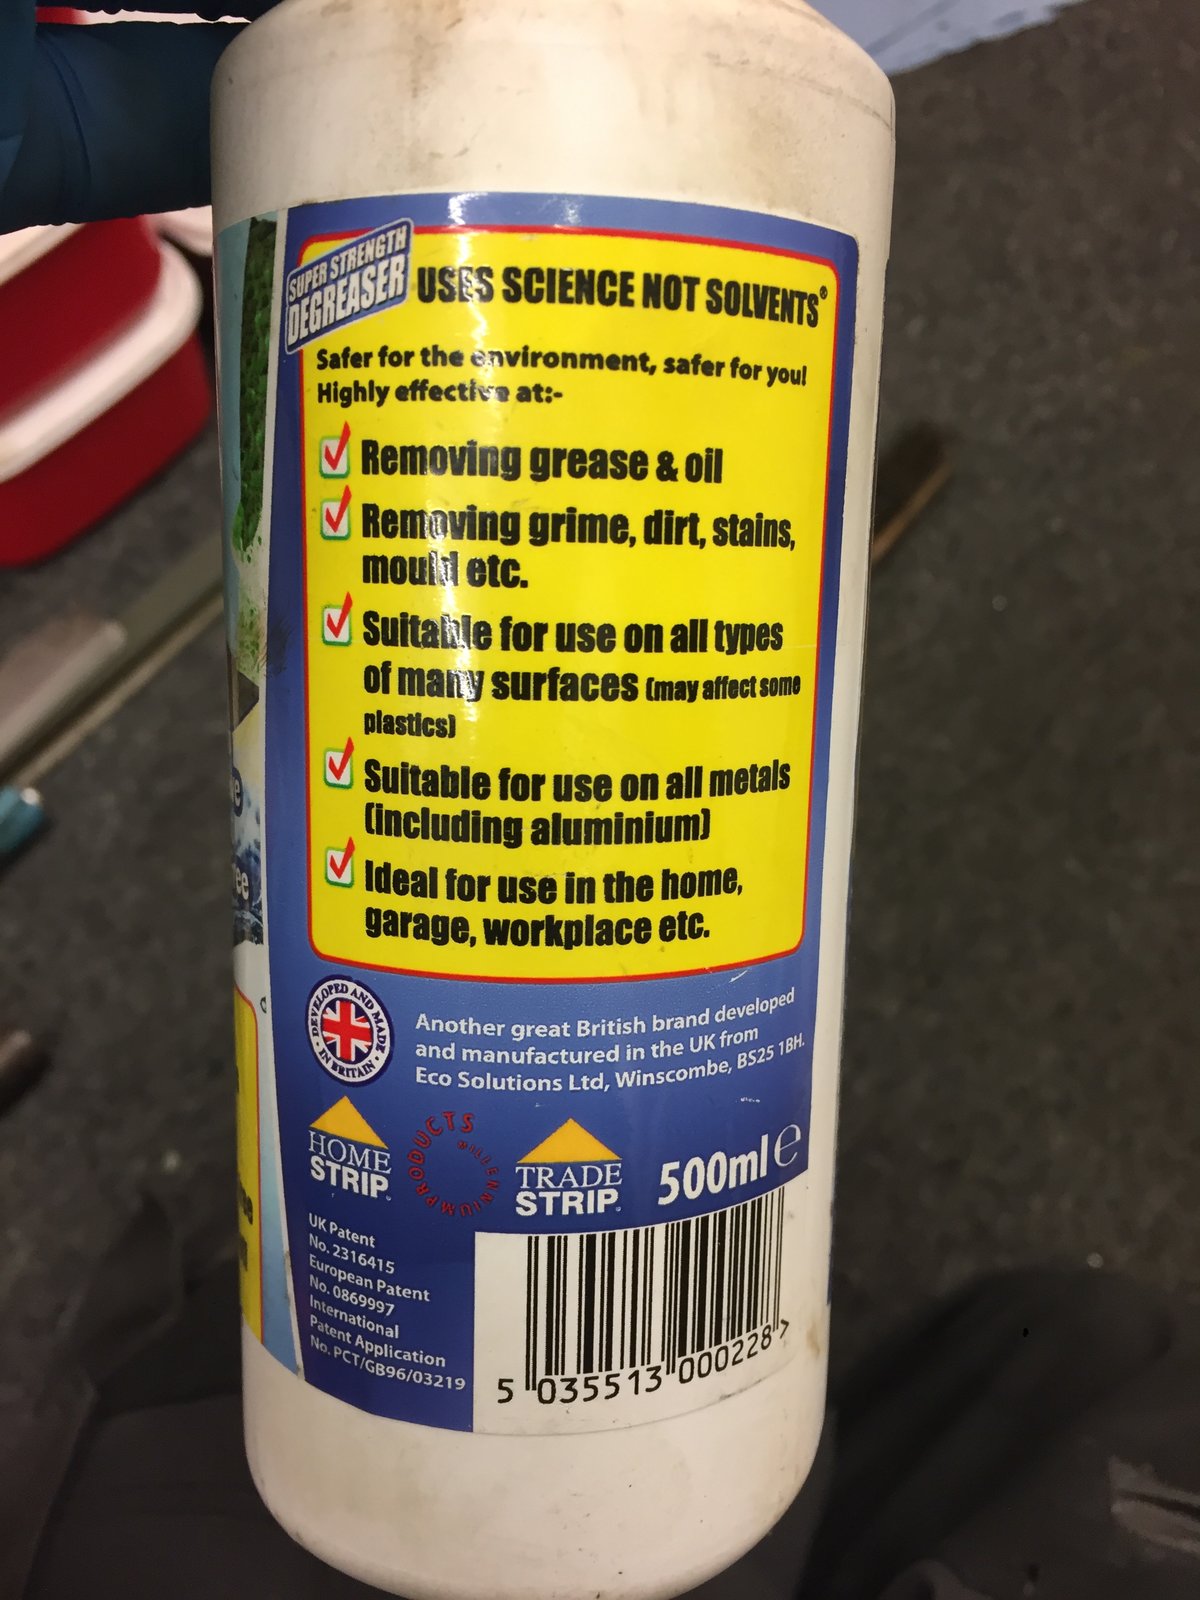 SUPER STRENGTH
DEGREASER
USES SCIENCE NOT SOLVENTS®
Safer for the environment, safer for you!
Highly effective at:-
Removing grease & oil
Removing grime, dirt, stains,
mould etc.
Suitable for use on all types
of many surfaces (may affect some
plastics)
Suitable for use on all metals
(including aluminium)
Ideal for use in the home,
garage, workplace etc.
DEVELOPED AND MADE
• IN BRITAIN •
Another great British brand developed
and manufactured in the UK from
Eco Solutions Ltd, Winscombe, BS25 1BH.
HOME
STRIP
PRODUCTS
MILLENNIUM
TRADE
STRIP
500ml e
UK Patent
No. 2316415
European Patent
No. 0869997
International
Patent Application
No. PCT/GB96/03219
5 035513 000228 >